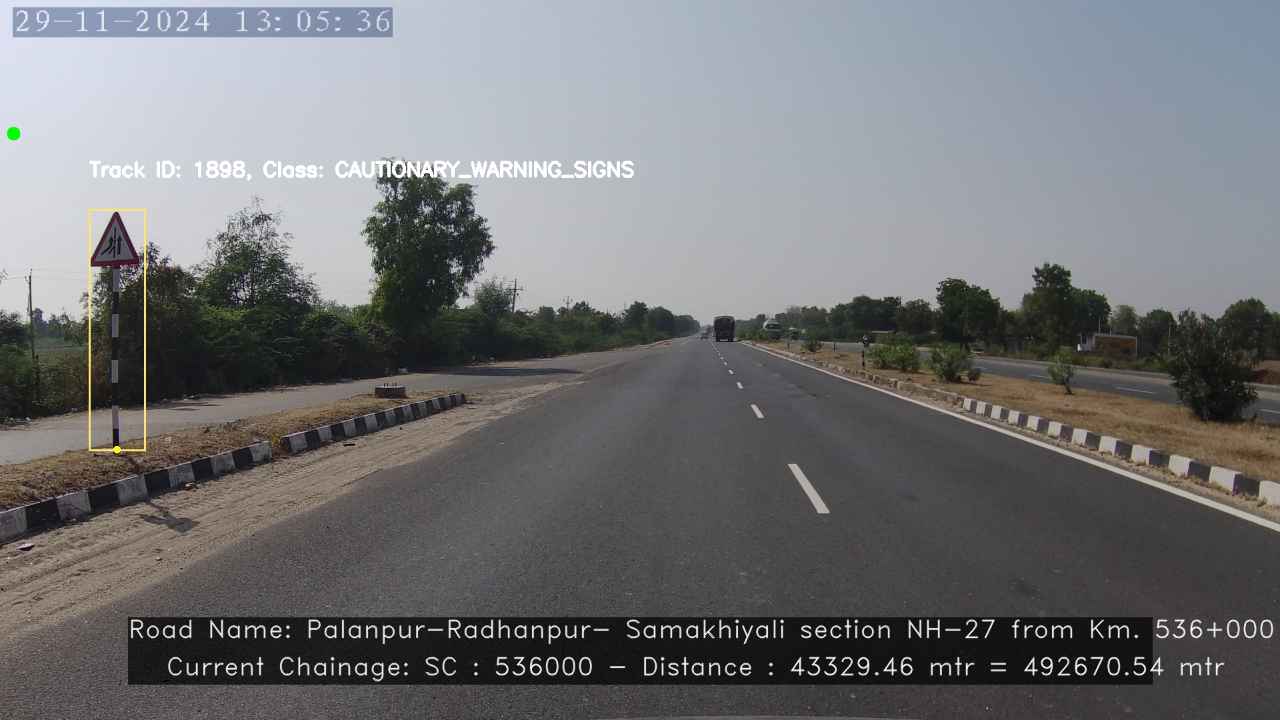 29-11-2024 13:05:36
Track ID: 1898, Class: CAUTIONARY_WARNING_SIGNS
Road Name: Palanpur-Radhanpur- Samakhiyali section NH-27 from Km. 536+000
Current Chainage: SC : 536000 - Distance : 43329.46 mtr = 492670.54 mtr